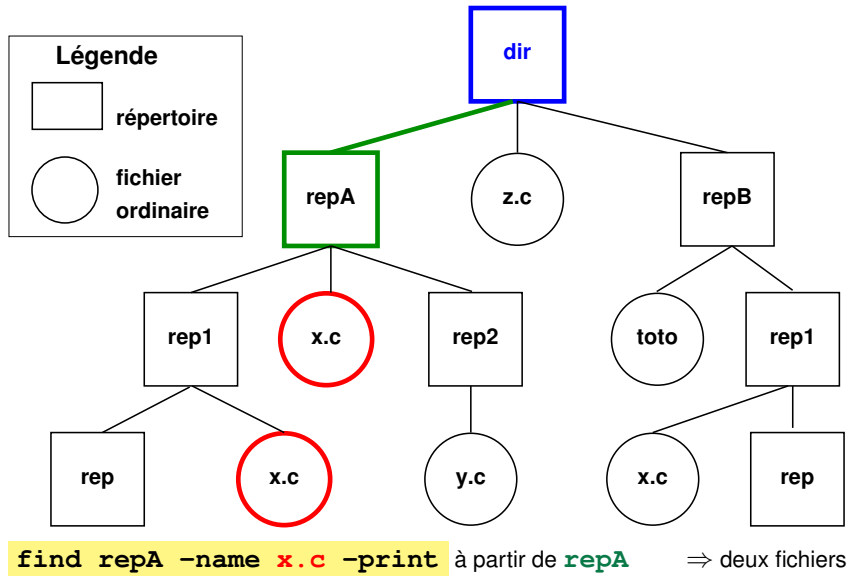 Légende
répertoire
fichier
ordinaire
dir
repA
z.c
repB
rep1
x.c
rep2
toto
rep1
rep
x.c
y.c
x.c
rep
find repA –name x.c –print à partir de repA ⇒ deux fichiers